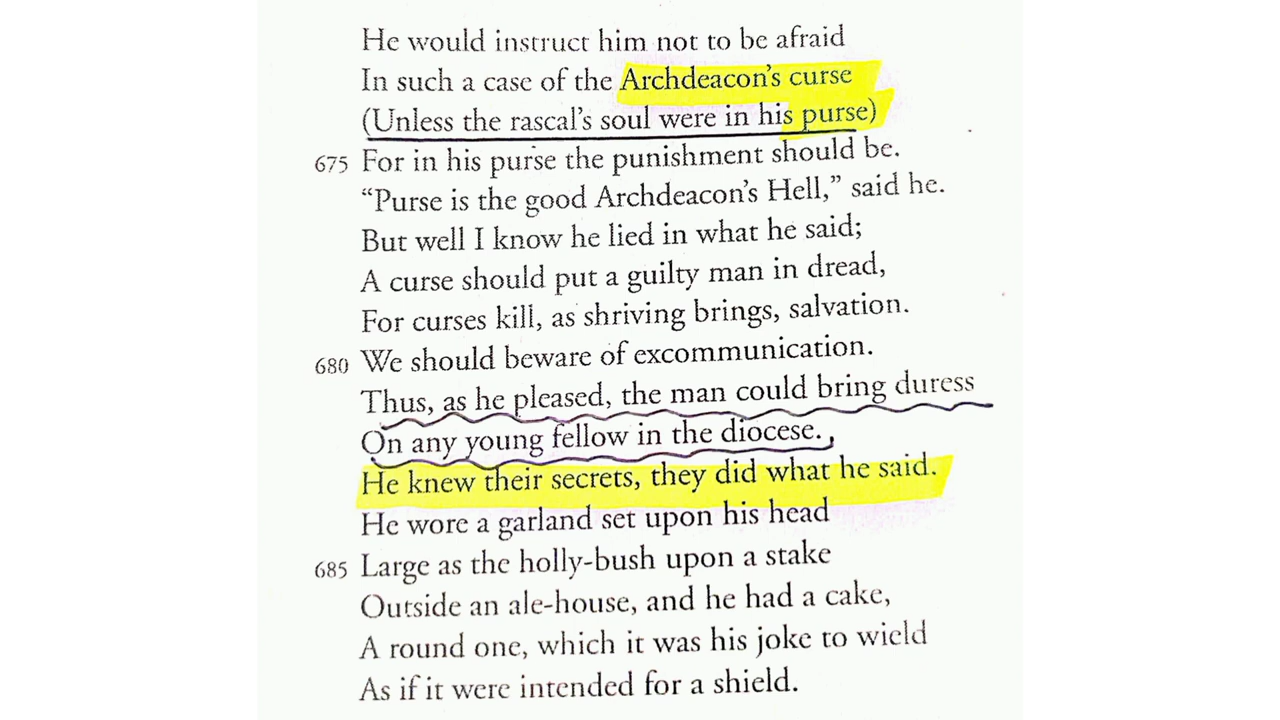 He would instruct him not to be afraid
In such a case of the Archdeacon's curse
(Unless the rascal's soul were in his purse)
675 For in his purse the punishment should be.
“Purse is the good Archdeacon's Hell,” said he.
But well I know he lied in what he said;
A curse should put a guilty man in dread,
For curses kill, as shriving brings, salvation.
680 We should beware of excommunication.
Thus, as he pleased, the man could bring duress
On any young fellow in the diocese.
He knew their secrets, they did what he said.
He wore a garland set upon his head
685 Large as the holly-bush upon a stake
Outside an ale-house, and he had a cake,
A round one, which it was his joke to wield
As if it were intended for a shield.